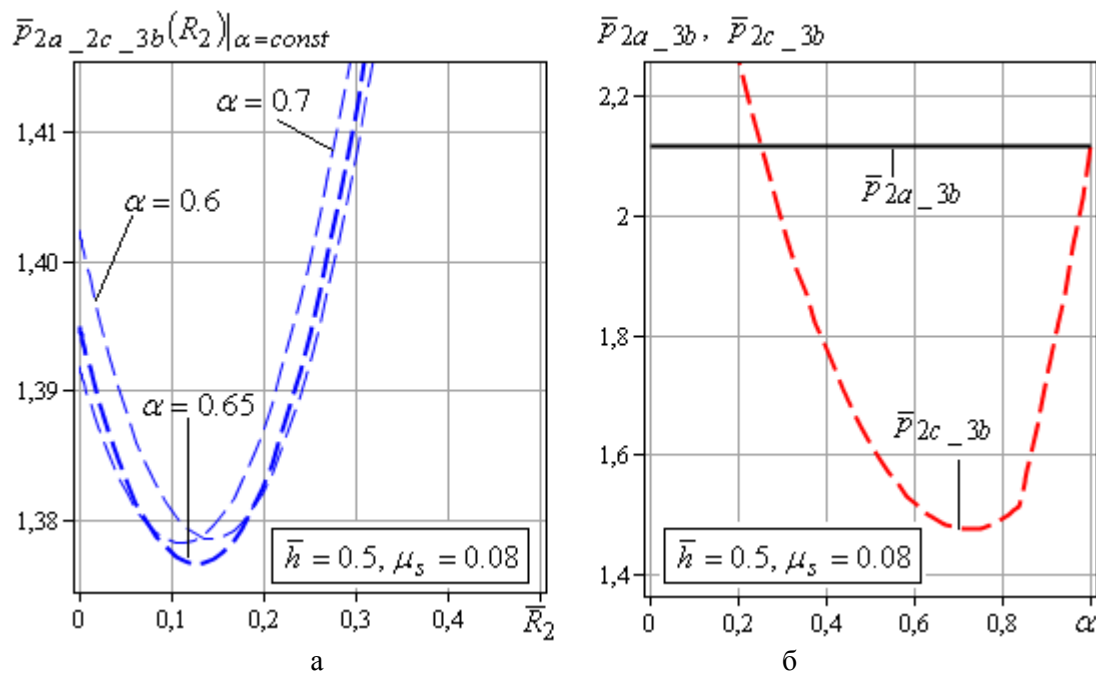 p̅2a_2c_3b(R2)|α=const
1,41
1,40
1,39
1,38
α = 0.7
α = 0.6
α = 0.65
h̅ = 0.5, μs = 0.08
0 0,1 0,2 0,3 0,4 R̅2
а
p̅2a_3b, p̅2c_3b
2,2
2
1,8
1,6
1,4
p̅2a_3b
p̅2c_3b
h̅ = 0.5, μs = 0.08
0 0,2 0,4 0,6 0,8 α
б